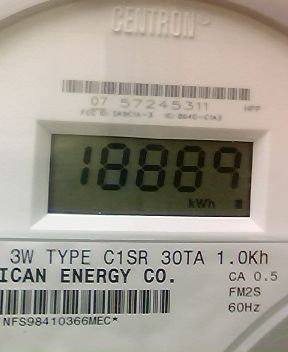 CENTRON
07 57245311
HPP
18889
kWh
3W TYPE C1SR 30TA 1.0Kh
ICAN ENERGY CO.
CA 0.5
FM2S
60Hz
NFS98410366MEC*